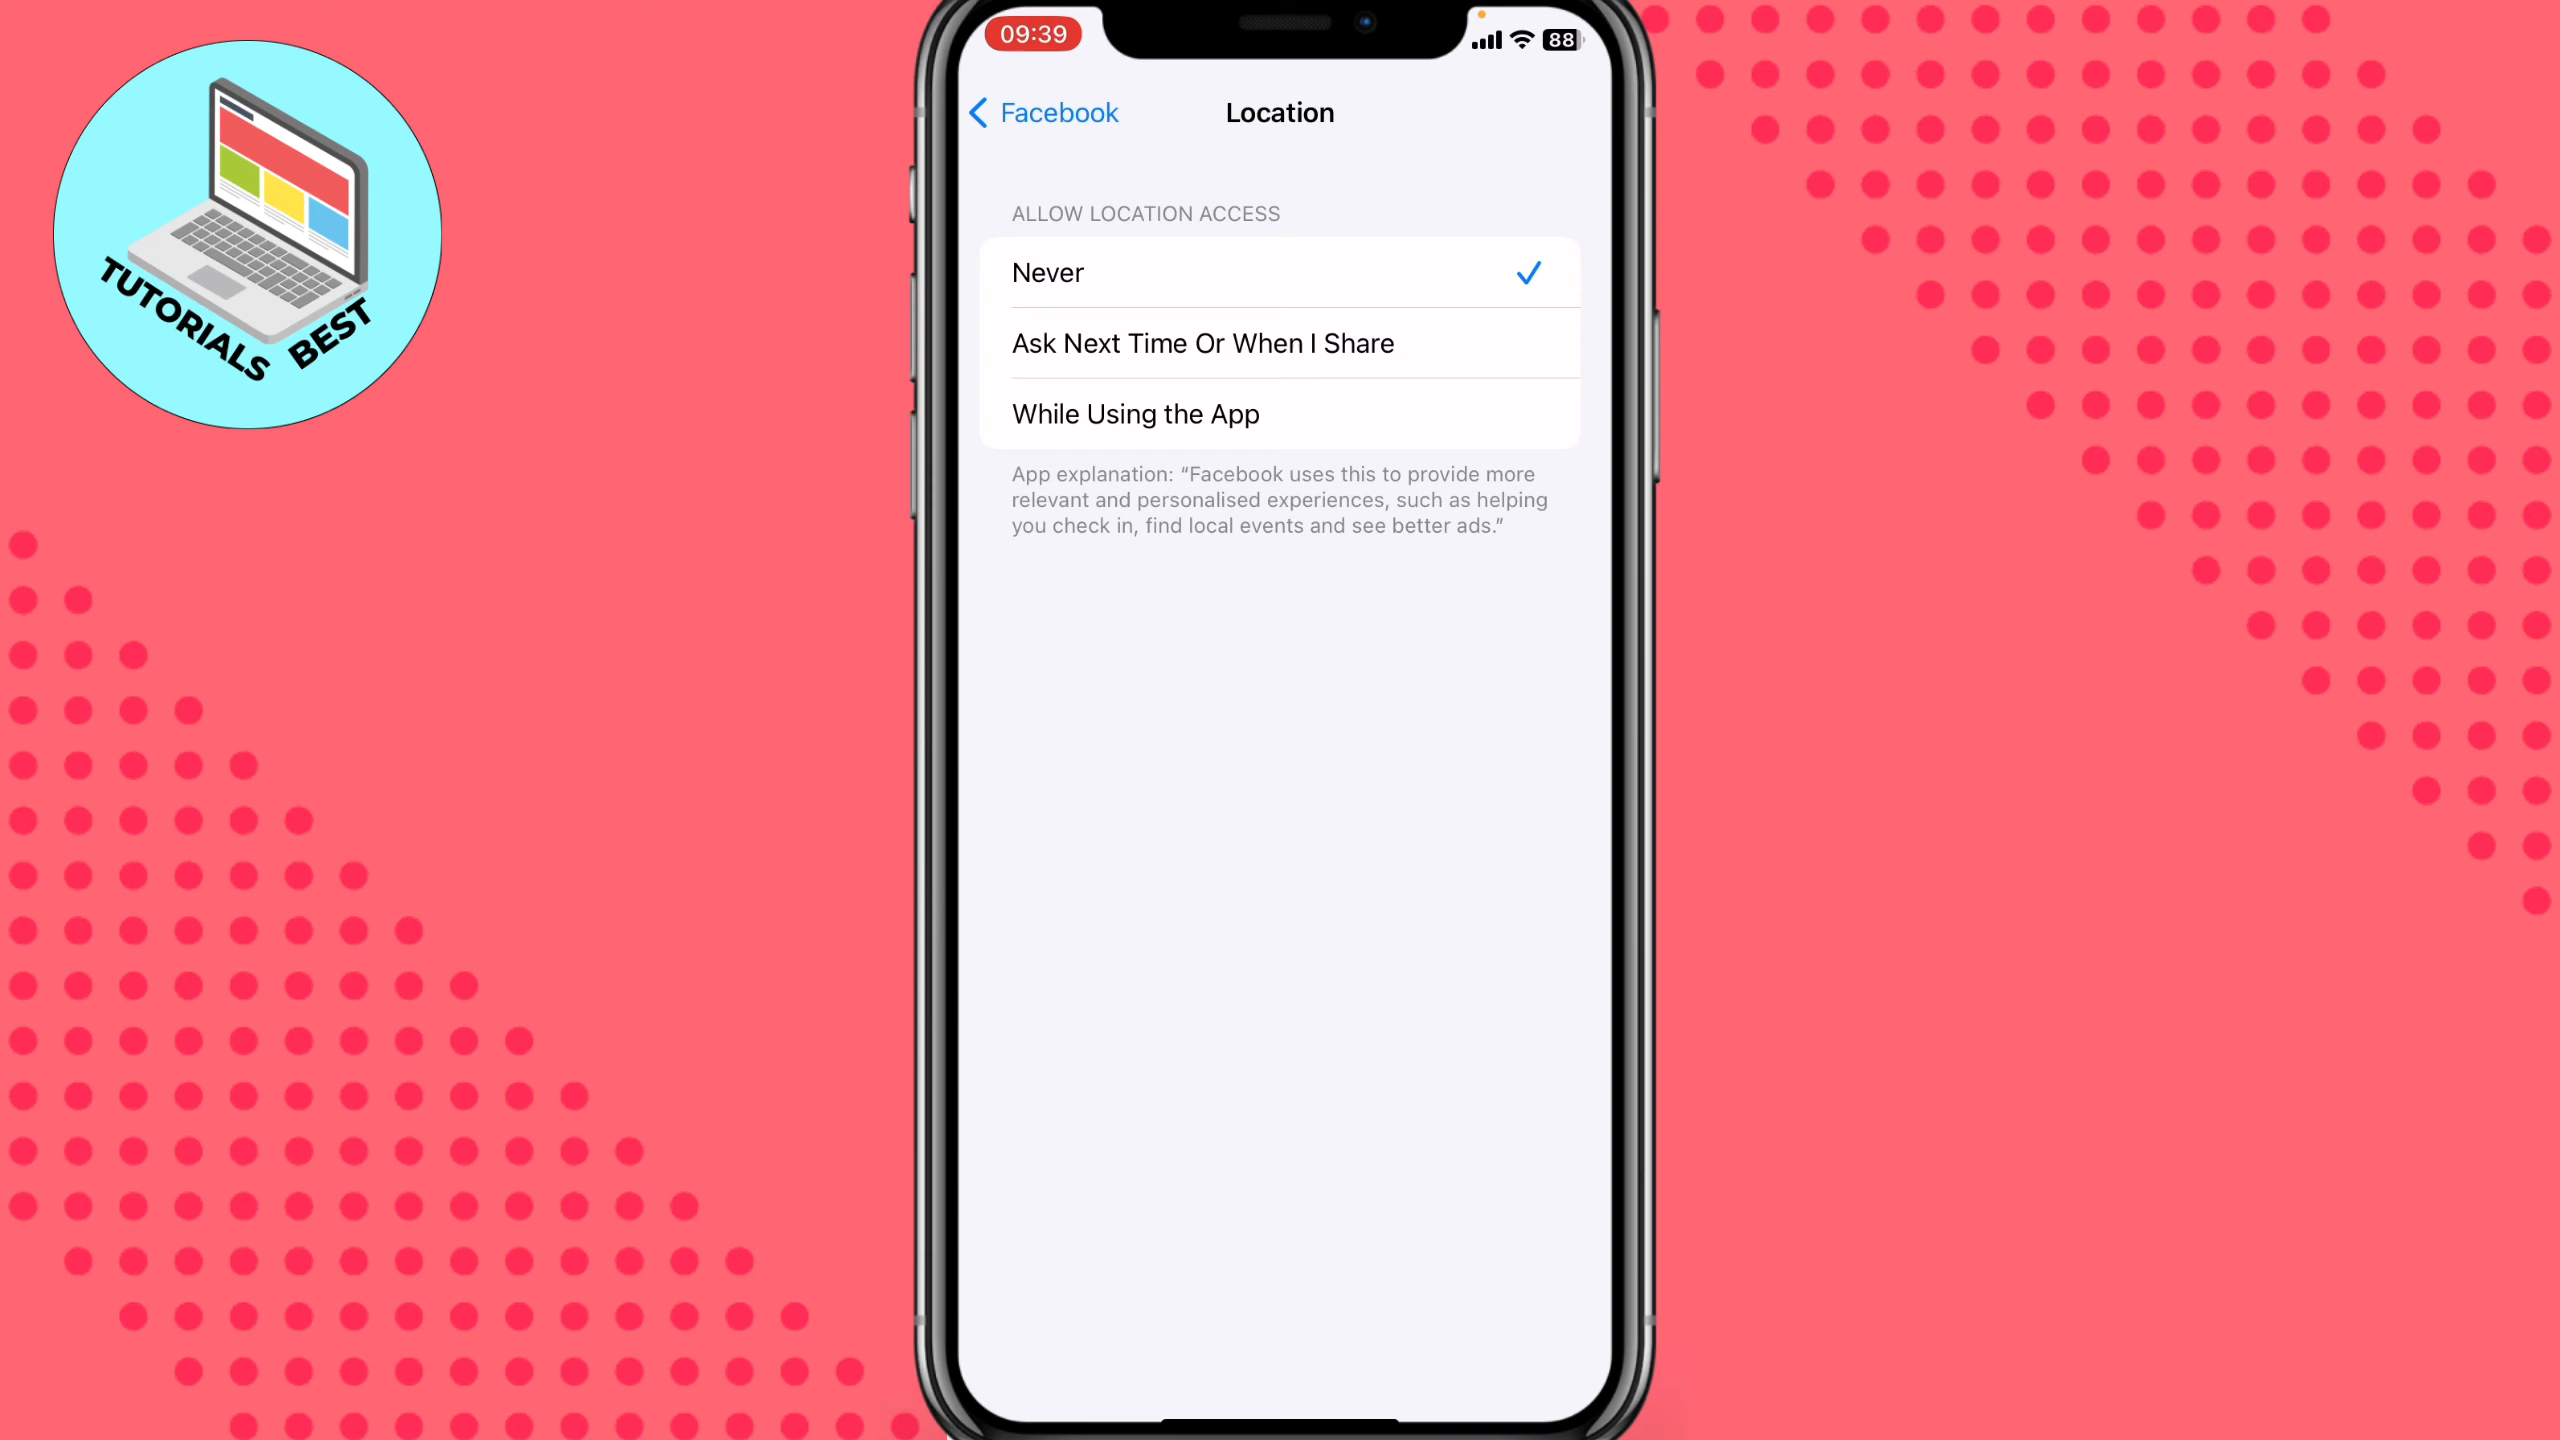 TUTORIALS BEST
09:39
88
Facebook
Location
ALLOW LOCATION ACCESS
Never
Ask Next Time Or When I Share
While Using the App
App explanation: “Facebook uses this to provide more
relevant and personalised experiences, such as helping
you check in, find local events and see better ads.”